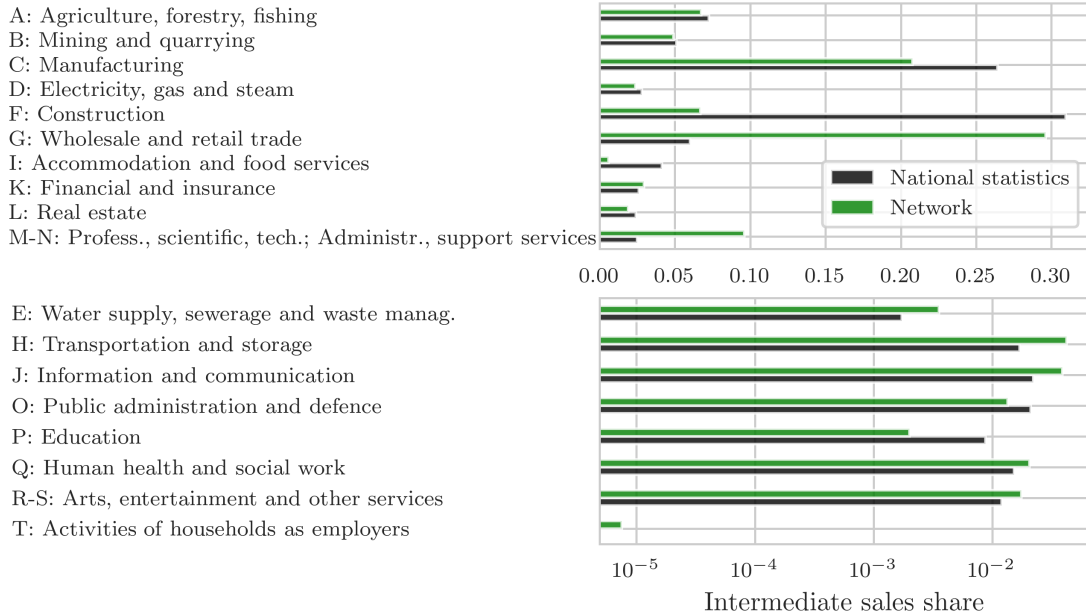 A: Agriculture, forestry, fishing
B: Mining and quarrying
C: Manufacturing
D: Electricity, gas and steam
F: Construction
G: Wholesale and retail trade
I: Accommodation and food services
K: Financial and insurance
L: Real estate
M-N: Profess., scientific, tech.; Administr., support services
National statistics
Network
0.00 0.05 0.10 0.15 0.20 0.25 0.30
E: Water supply, sewerage and waste manag.
H: Transportation and storage
J: Information and communication
O: Public administration and defence
P: Education
Q: Human health and social work
R-S: Arts, entertainment and other services
T: Activities of households as employers
10⁻⁵ 10⁻⁴ 10⁻³ 10⁻²
Intermediate sales share